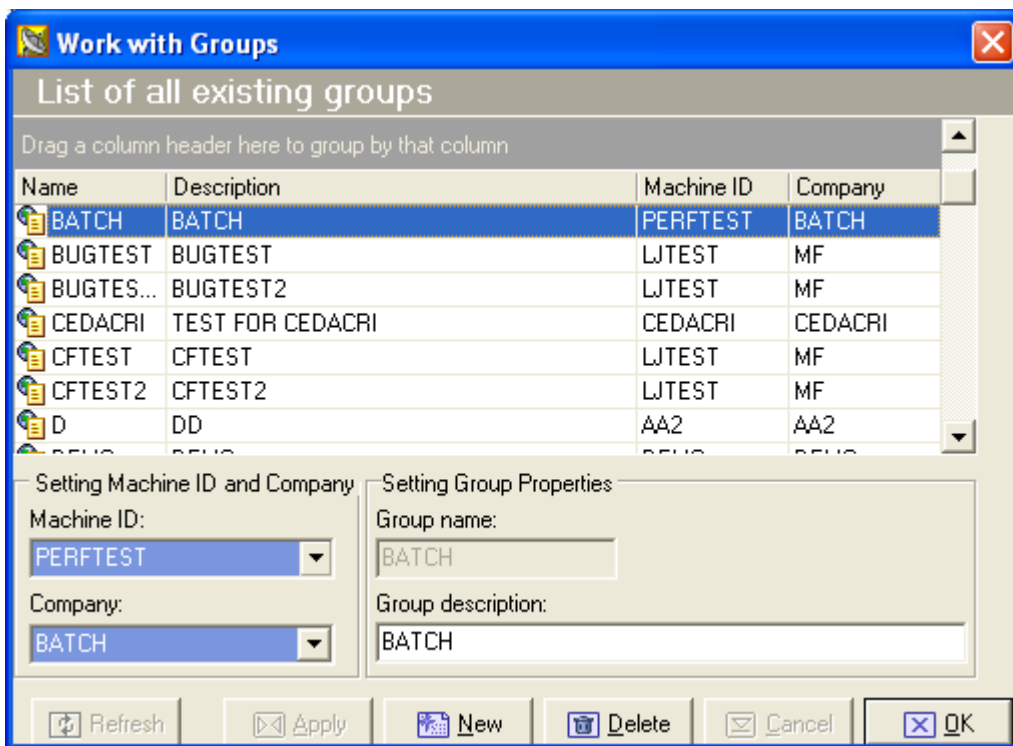 Work with Groups
List of all existing groups
Drag a column header here to group by that column
Name Description Machine ID Company
BATCH BATCH PERFTEST BATCH
BUGTEST BUGTEST LJTEST MF
BUGTES... BUGTEST2 LJTEST MF
CEDACRI TEST FOR CEDACRI CEDACRI CEDACRI
CFTEST CFTEST LJTEST MF
CFTEST2 CFTEST2 LJTEST MF
D DD AA2 AA2
Setting Machine ID and Company Setting Group Properties
Machine ID: Group name:
PERFTEST BATCH
Company: Group description:
BATCH BATCH
Refresh Apply New Delete Cancel OK